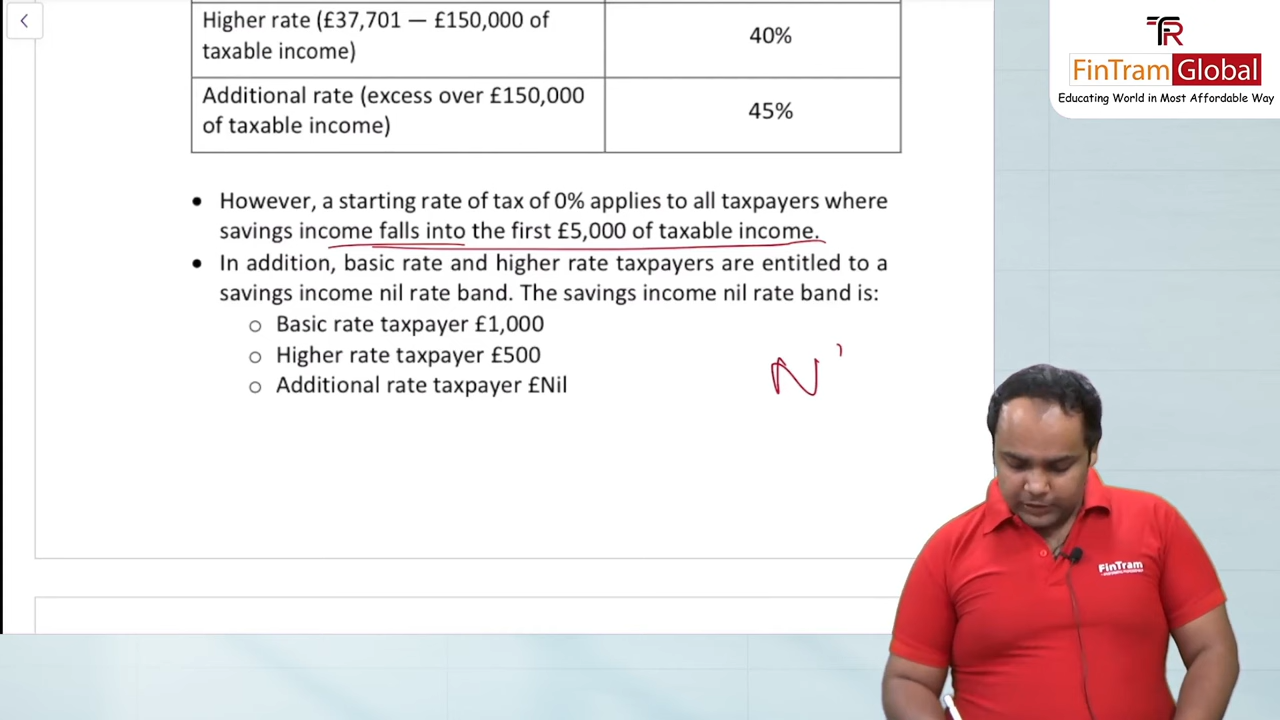 Higher rate (£37,701 — £150,000 of
taxable income)
40%
Additional rate (excess over £150,000
of taxable income)
45%
• However, a starting rate of tax of 0% applies to all taxpayers where
savings income falls into the first £5,000 of taxable income.
• In addition, basic rate and higher rate taxpayers are entitled to a
savings income nil rate band. The savings income nil rate band is:
o Basic rate taxpayer £1,000
o Higher rate taxpayer £500
o Additional rate taxpayer £Nil
N
TR
FinTram Global
Educating World in Most Affordable Way
FinTram